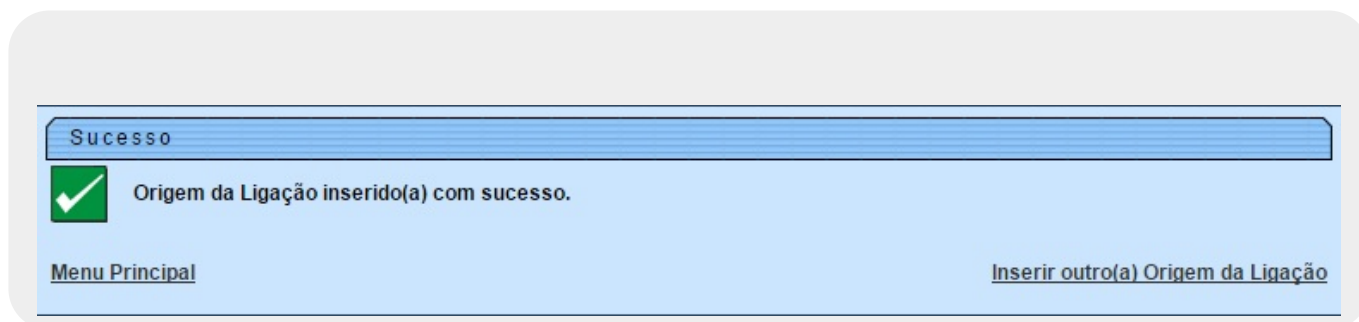 Sucesso
Origem da Ligação inserido(a) com sucesso.
Menu Principal
Inserir outro(a) Origem da Ligação